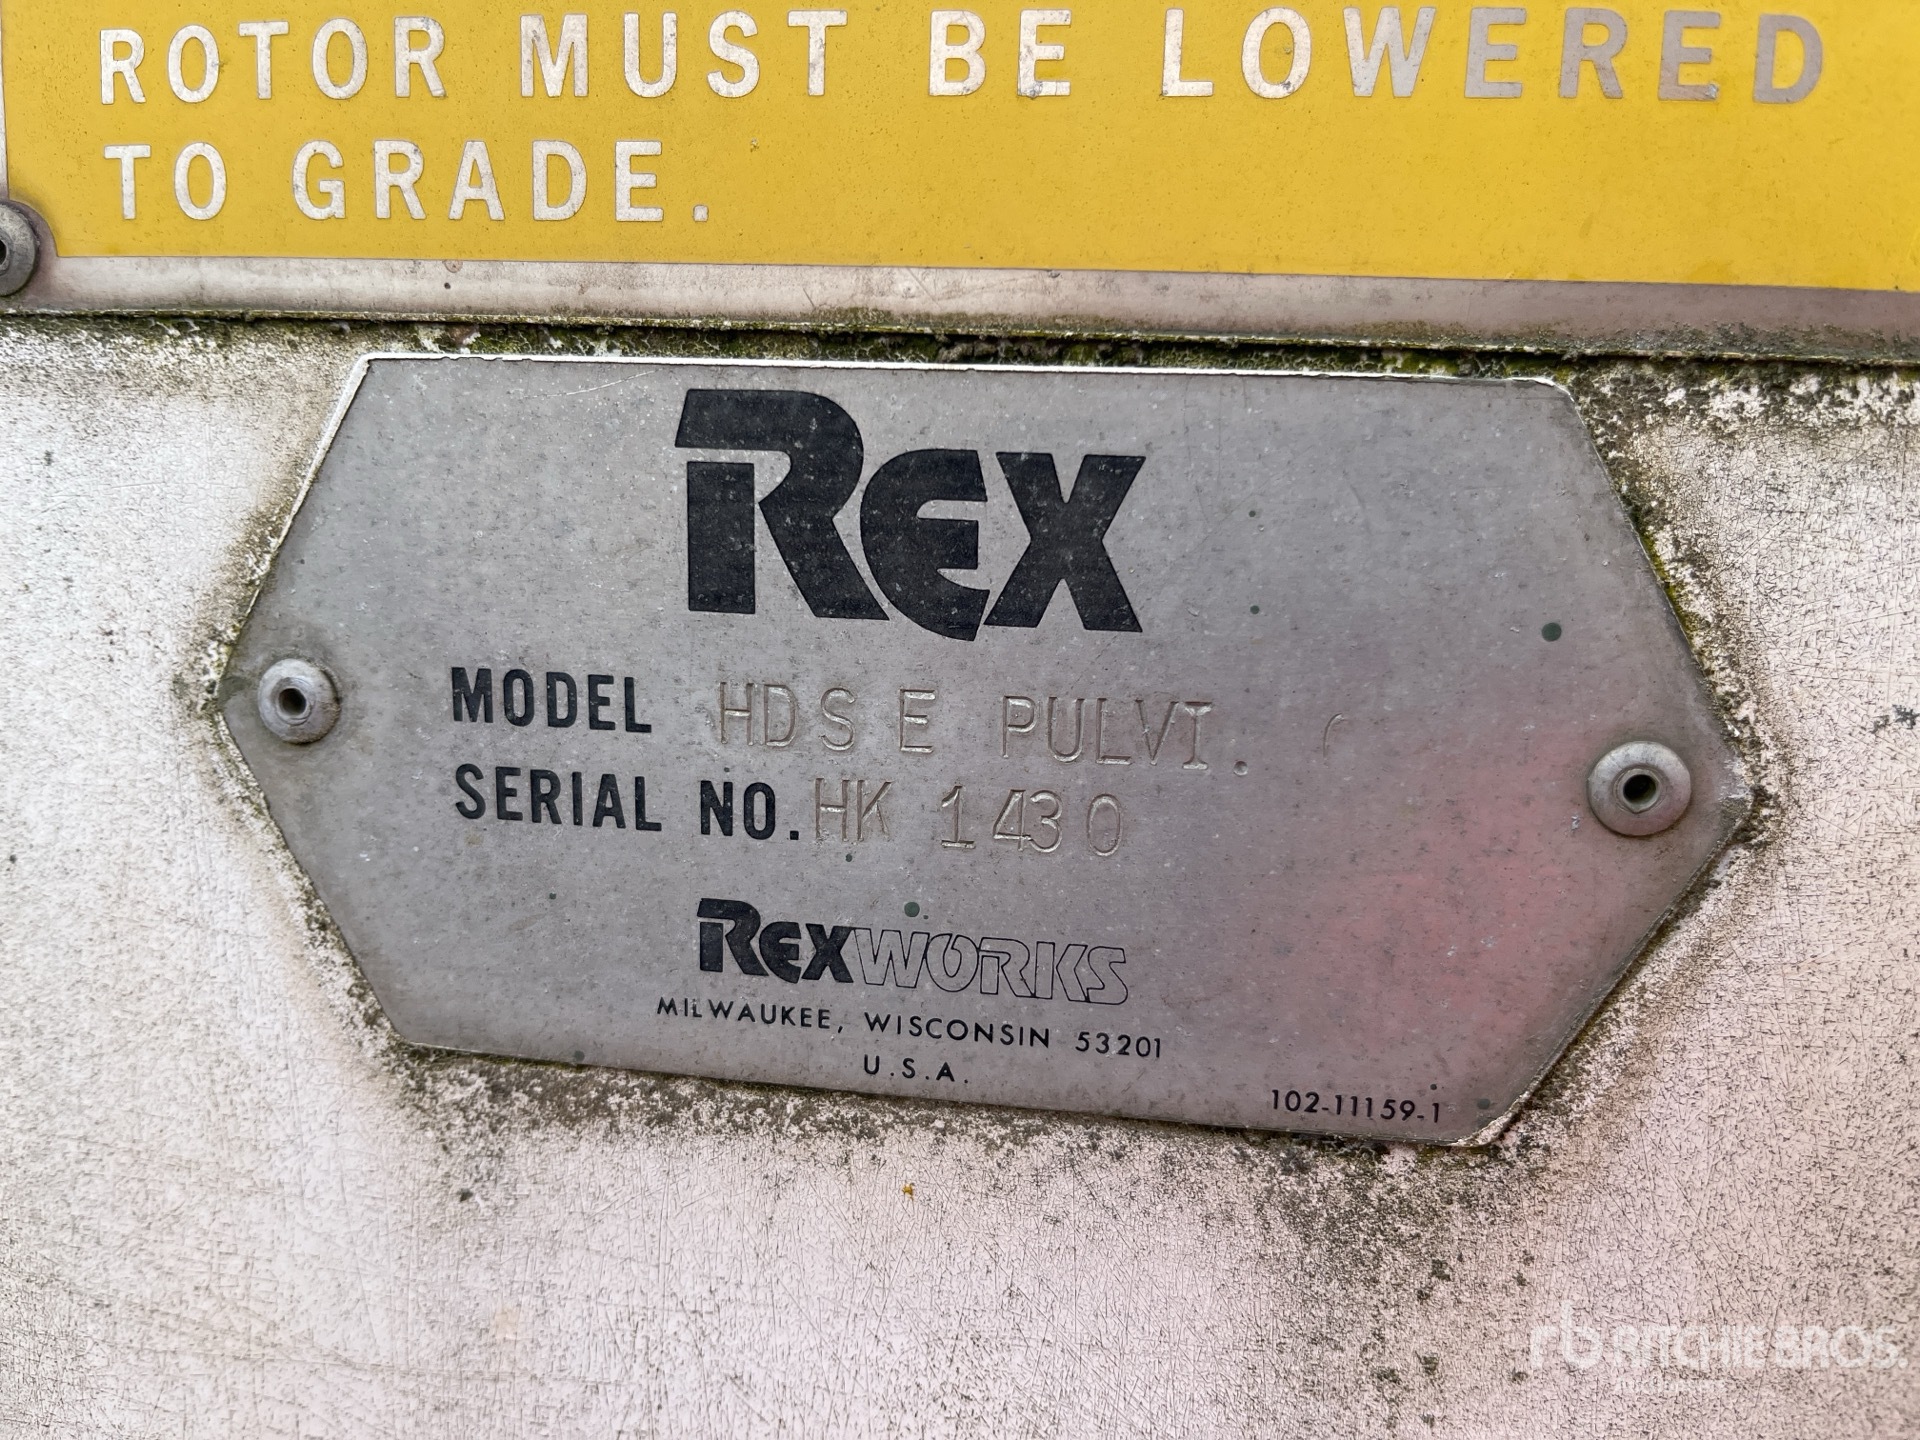 ROTOR MUST BE LOWERED
TO GRADE.
REX
MODEL HDS E PULVI.
SERIAL NO. HK 1430
REXWORKS
MILWAUKEE, WISCONSIN 53201
U.S.A.
102-11159-1
rb RITCHIE BROS.